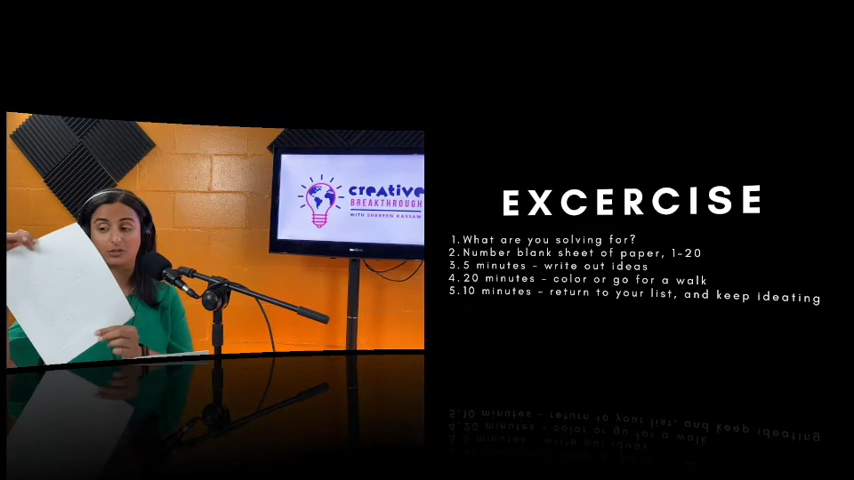 creative
BREAKTHROUGH
WITH SHAREEN KASSAM
EXCERCISE
1.What are you solving for?
2.Number blank sheet of paper, 1-20
3.5 minutes - write out ideas
4.20 minutes - color or go for a walk
5.10 minutes - return to your list, and keep ideating